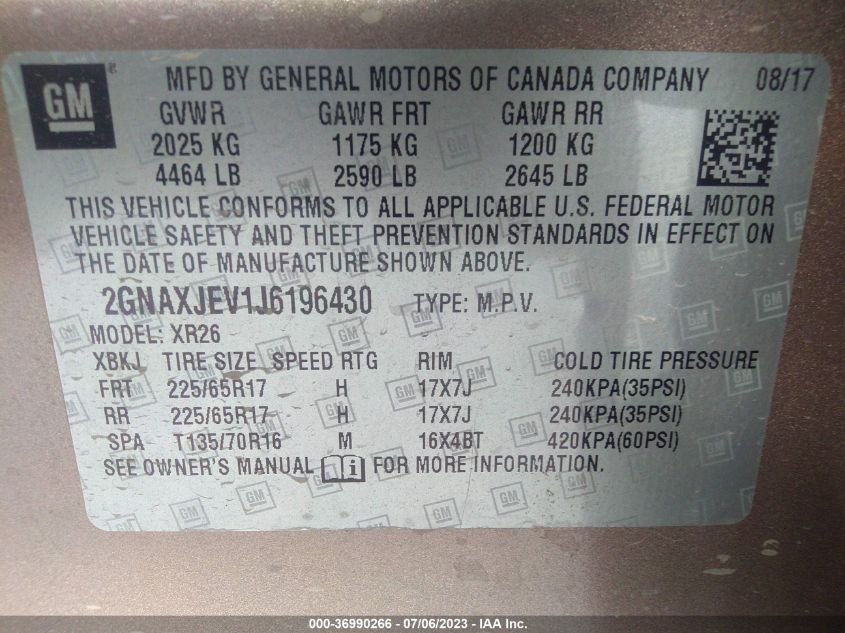 GM® MFD BY GENERAL MOTORS OF CANADA COMPANY 08/17
GVWR GAWR FRT GAWR RR
2025 KG 1175 KG 1200 KG
4464 LB 2590 LB 2645 LB
THIS VEHICLE CONFORMS TO ALL APPLICABLE U.S. FEDERAL MOTOR
VEHICLE SAFETY AND THEFT PREVENTION STANDARDS IN EFFECT ON
THE DATE OF MANUFACTURE SHOWN ABOVE.
2GNAXJEV1J6196430 TYPE: M.P.V.
MODEL: XR26
XBKJ TIRE SIZE SPEED RTG RIM COLD TIRE PRESSURE
FRT 225/65R17 H 17X7J 240KPA(35PSI)
RR 225/65R17 H 17X7J 240KPA(35PSI)
SPA T135/70R16 M 16X4BT 420KPA(60PSI)
SEE OWNER'S MANUAL i FOR MORE INFORMATION.
000-36990266 - 07/06/2023 - IAA Inc.